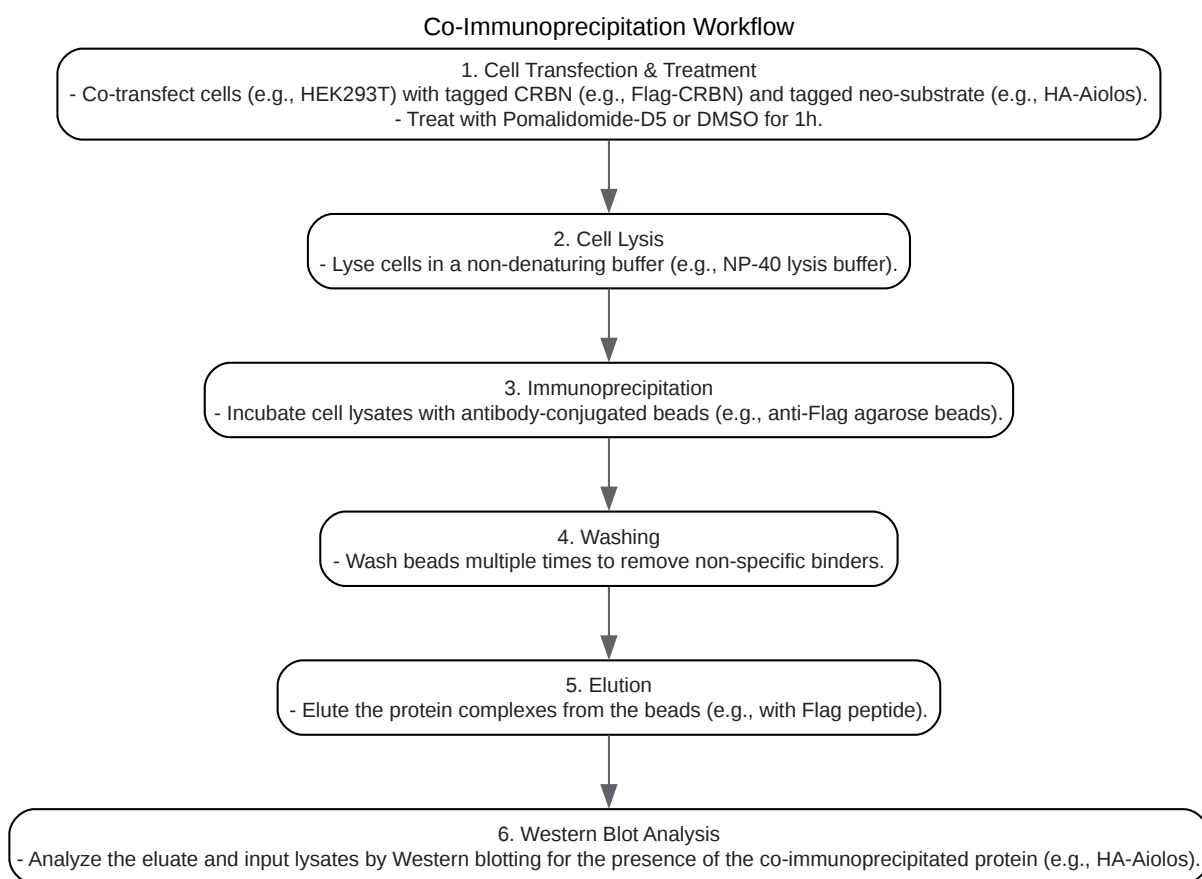 Co-Immunoprecipitation Workflow
1. Cell Transfection & Treatment
- Co-transfect cells (e.g., HEK293T) with tagged CRBN (e.g., Flag-CRBN) and tagged neo-substrate (e.g., HA-Aiolos).
- Treat with Pomalidomide-D5 or DMSO for 1h.
2. Cell Lysis
- Lyse cells in a non-denaturing buffer (e.g., NP-40 lysis buffer).
3. Immunoprecipitation
- Incubate cell lysates with antibody-conjugated beads (e.g., anti-Flag agarose beads).
4. Washing
- Wash beads multiple times to remove non-specific binders.
5. Elution
- Elute the protein complexes from the beads (e.g., with Flag peptide).
6. Western Blot Analysis
- Analyze the eluate and input lysates by Western blotting for the presence of the co-immunoprecipitated protein (e.g., HA-Aiolos).